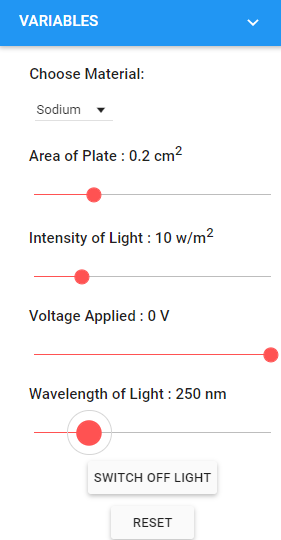 VARIABLES
Choose Material:
Sodium
Area of Plate : 0.2 cm²
Intensity of Light : 10 w/m²
Voltage Applied : 0 V
Wavelength of Light : 250 nm
SWITCH OFF LIGHT
RESET